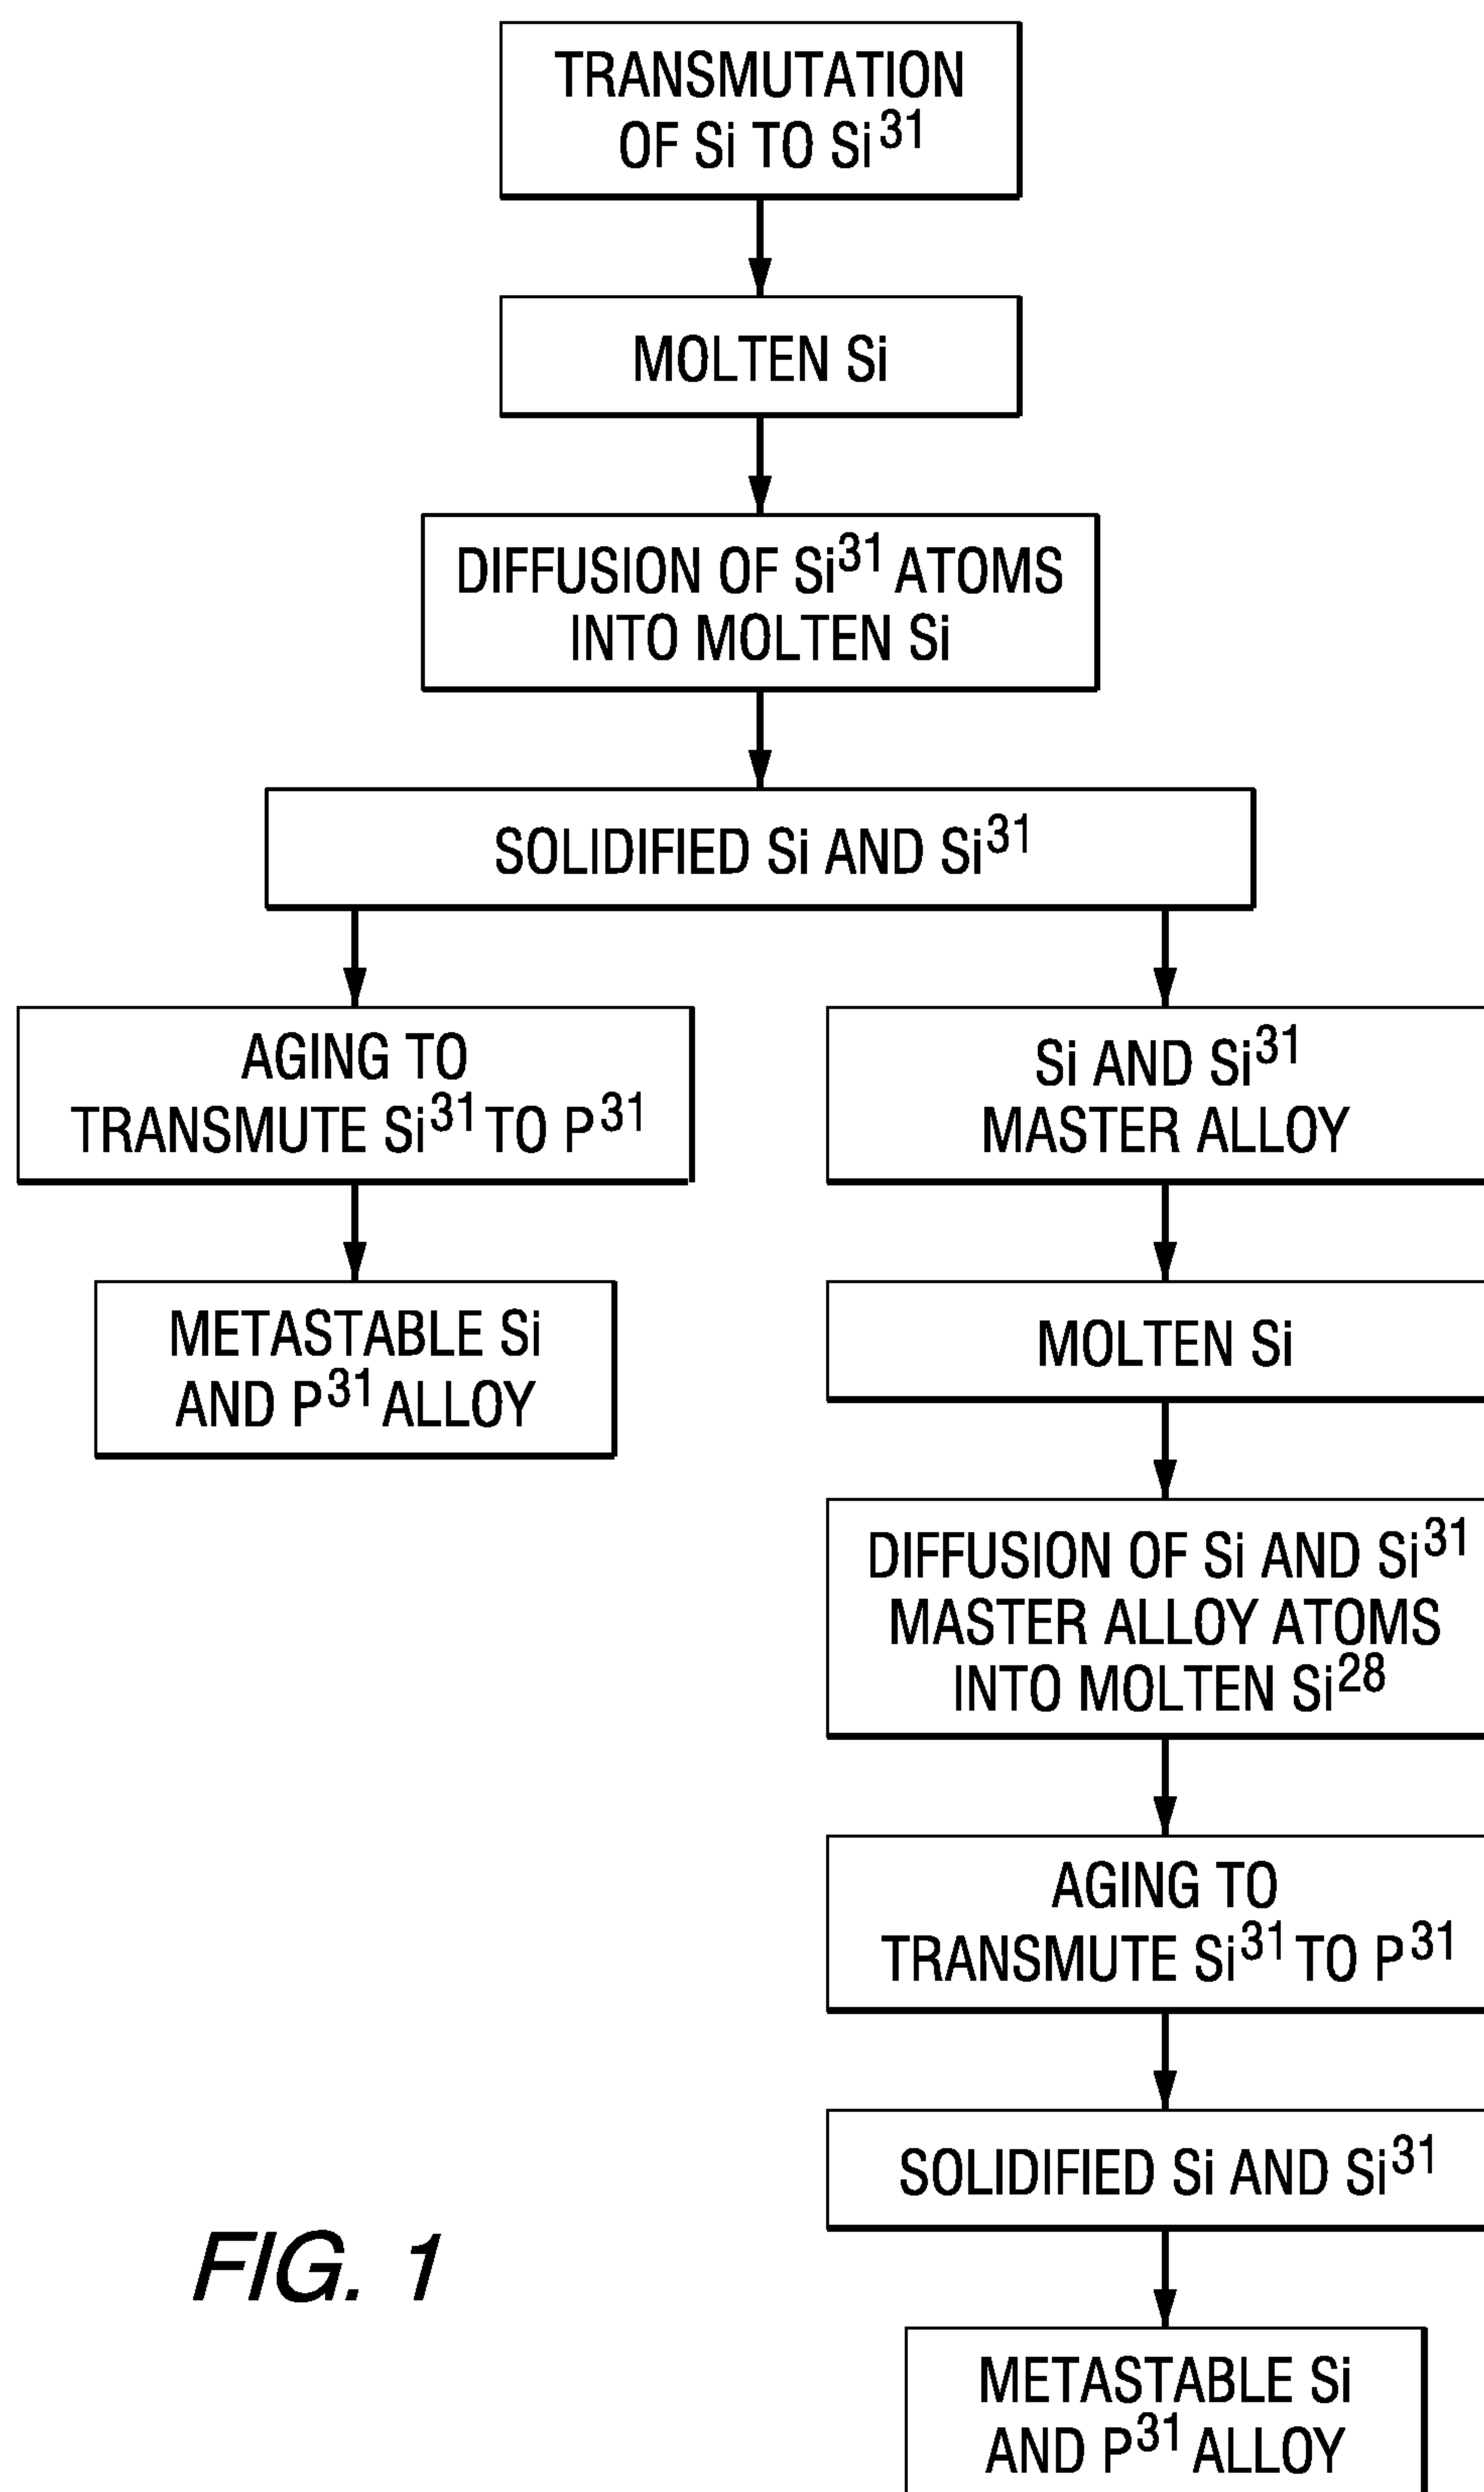 TRANSMUTATION
OF Si TO Si³¹
MOLTEN Si
DIFFUSION OF Si³¹ ATOMS
INTO MOLTEN Si
SOLIDIFIED Si AND Si³¹
AGING TO
TRANSMUTE Si³¹ TO P³¹
METASTABLE Si
AND P³¹ ALLOY
Si AND Si³¹
MASTER ALLOY
MOLTEN Si
DIFFUSION OF Si AND Si³¹
MASTER ALLOY ATOMS
INTO MOLTEN Si²⁸
AGING TO
TRANSMUTE Si³¹ TO P³¹
SOLIDIFIED Si AND Si³¹
METASTABLE Si
AND P³¹ ALLOY
FIG. 1